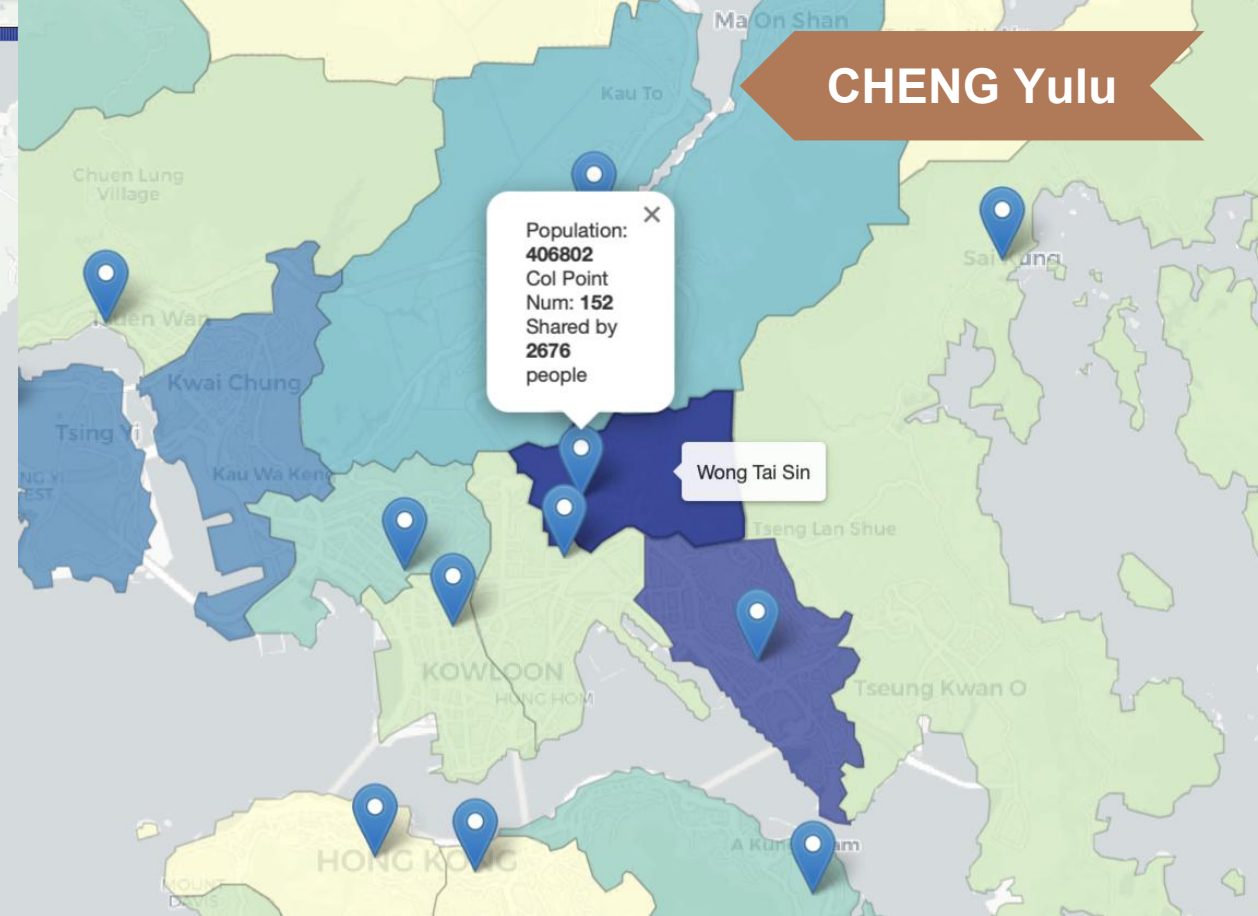 Ma On Shan
CHENG Yulu
Kau To
Chuen Lung
Village
Population:
406802
Col Point
Num: 152
Shared by
2676
people
Sai Kung
Tsuen Wan
Kwai Chung
Tsing Yi
Kau Wa Keng
Wong Tai Sin
Tseng Lan Shue
KOWLOON
HUNG HOM
Tseung Kwan O
HONG KONG
MOUNT
DAVIS